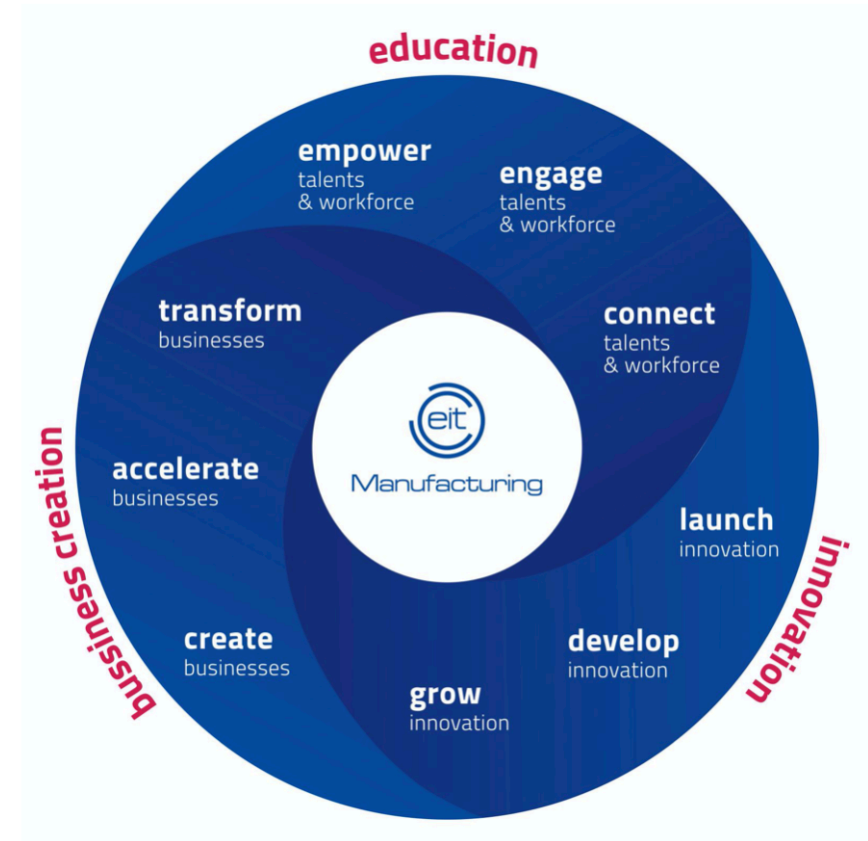 education
empower
talents
& workforce
engage
talents
& workforce
connect
talents
& workforce
launch
innovation
develop
innovation
grow
innovation
create
businesses
accelerate
businesses
transform
businesses
eit
Manufacturing
bussiness creation
innovation